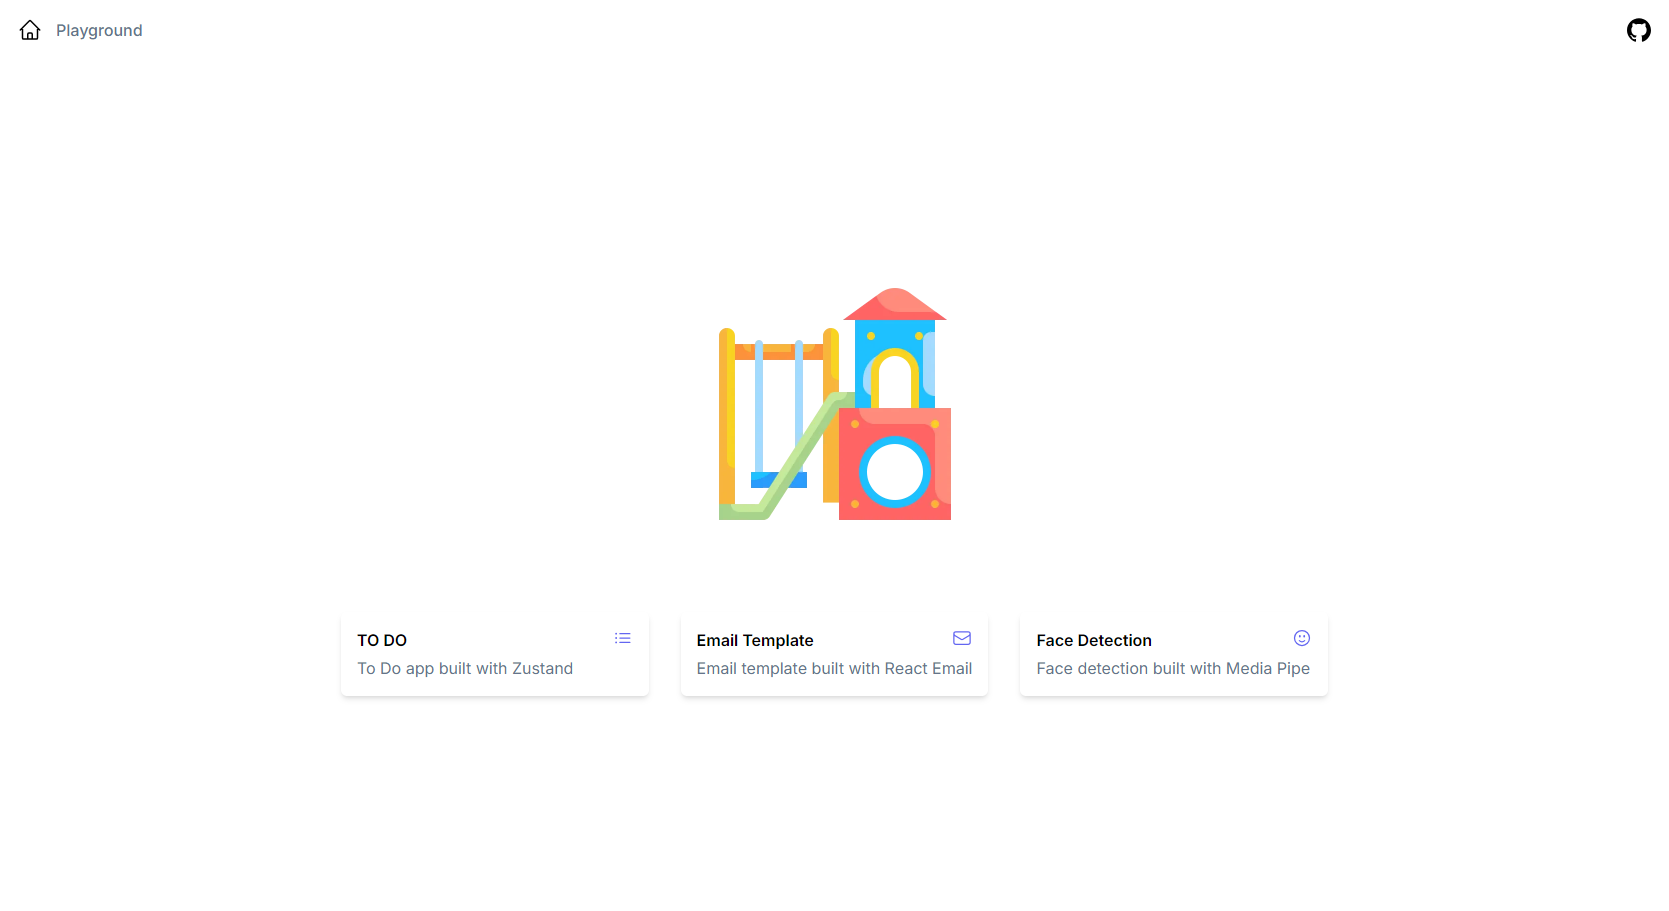 Playground
TO DO
To Do app built with Zustand
Email Template
Email template built with React Email
Face Detection
Face detection built with Media Pipe